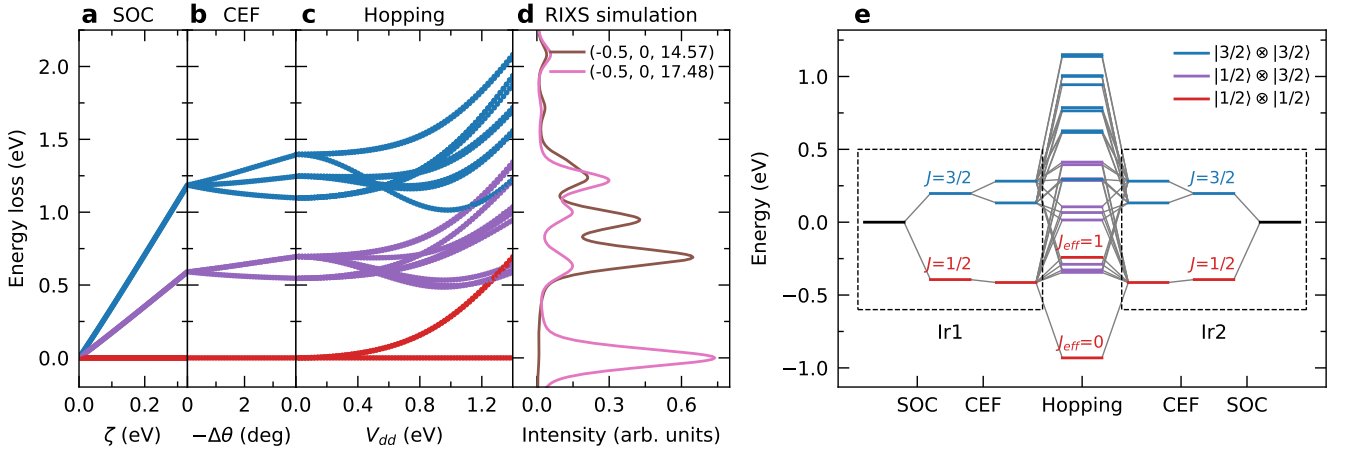 a SOC
b CEF
c Hopping
d RIXS simulation
e
Energy loss (eV)
2.0
1.5
1.0
0.5
0.0
(-0.5, 0, 14.57)
(-0.5, 0, 17.48)
0.0 0.2
0 2
0.0 0.4 0.8 1.2
0.0 0.3 0.6
ζ (eV)
−Δθ (deg)
V_dd (eV)
Intensity (arb. units)
Energy (eV)
1.0
0.5
0.0
−0.5
−1.0
|3/2⟩ ⊗ |3/2⟩
|1/2⟩ ⊗ |3/2⟩
|1/2⟩ ⊗ |1/2⟩
J=3/2
J=3/2
J_eff=1
J=1/2
J=1/2
Ir1
Ir2
J_eff=0
SOC CEF Hopping CEF SOC